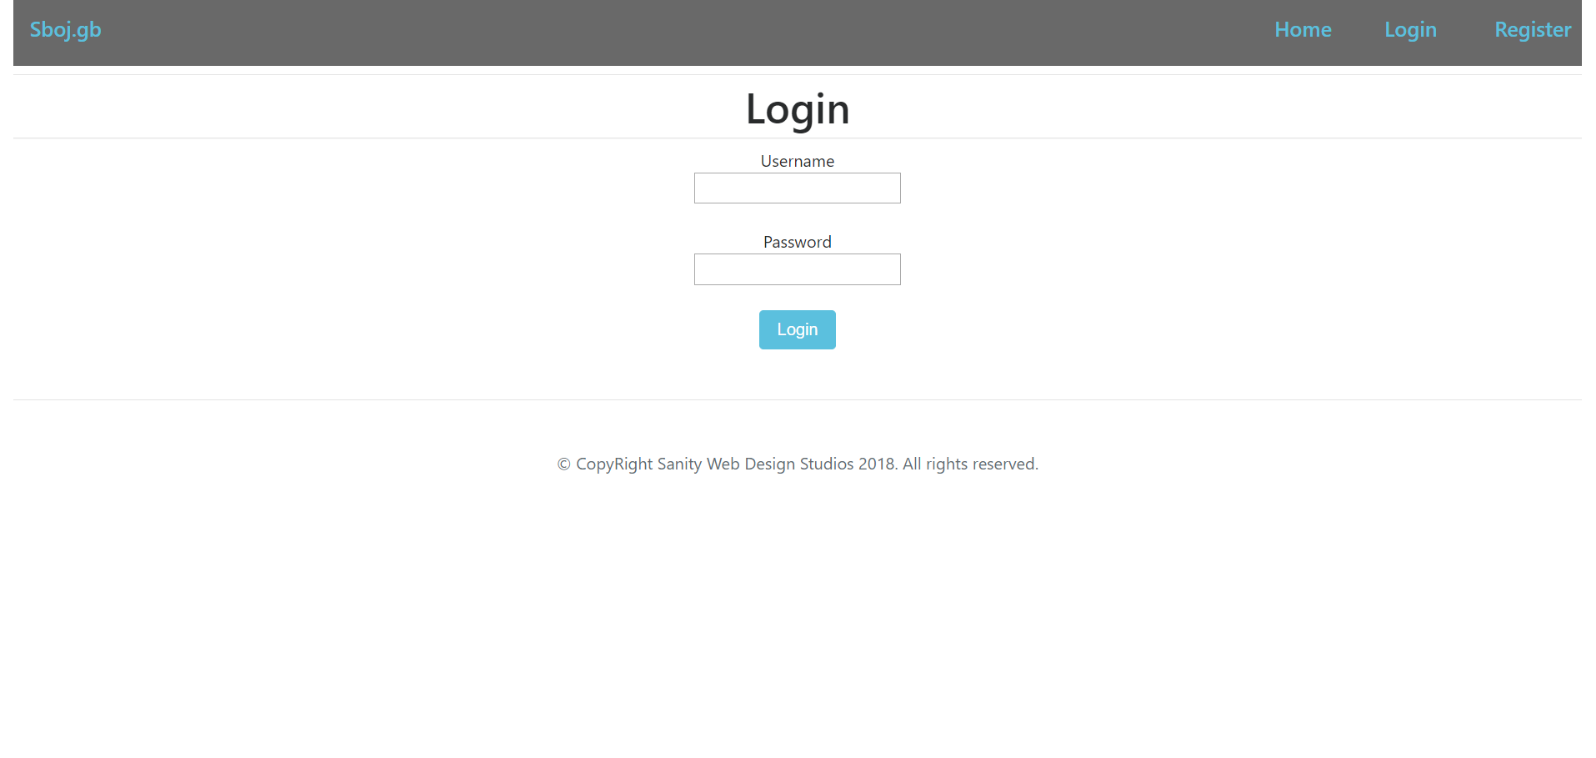 Sboj.gb Home Login Register
Login
Username
Password
Login
© CopyRight Sanity Web Design Studios 2018. All rights reserved.